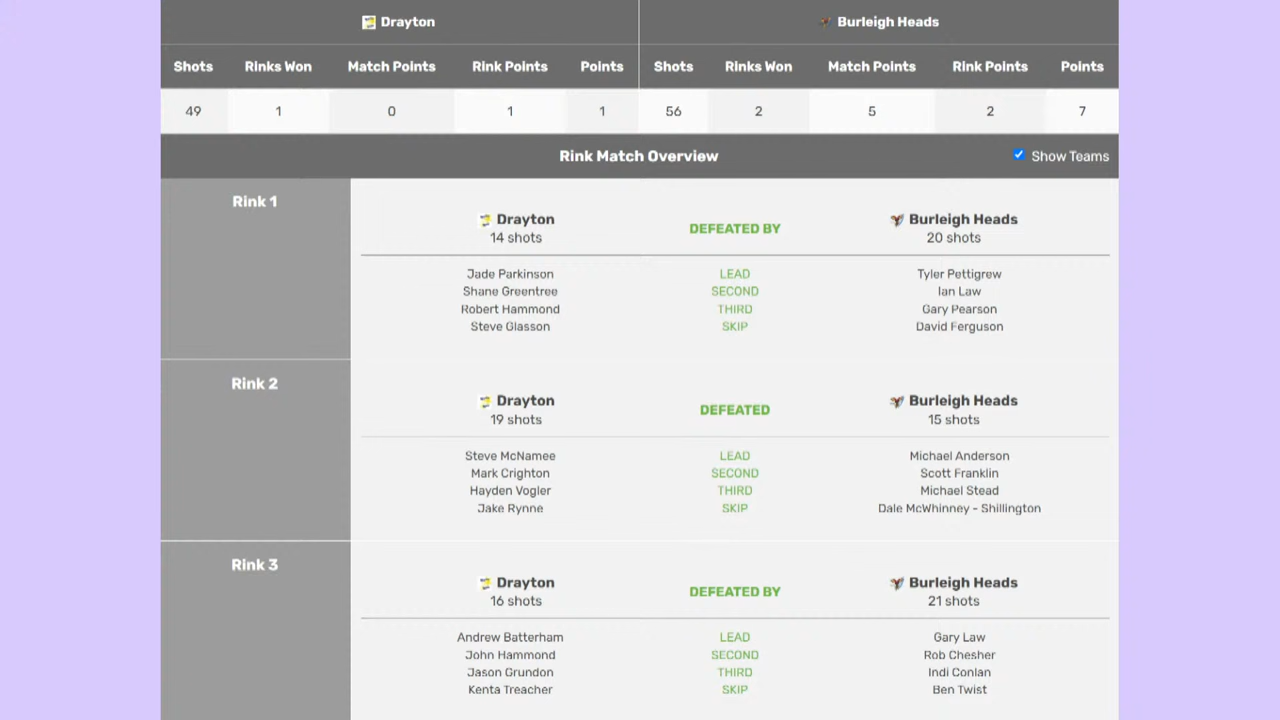 Drayton Burleigh Heads
Shots Rinks Won Match Points Rink Points Points Shots Rinks Won Match Points Rink Points Points
49 1 0 1 1 56 2 5 2 7
Rink Match Overview Show Teams
Rink 1
Drayton Burleigh Heads
14 shots DEFEATED BY 20 shots
Jade Parkinson LEAD Tyler Pettigrew
Shane Greentree SECOND Ian Law
Robert Hammond THIRD Gary Pearson
Steve Glasson SKIP David Ferguson
Rink 2
Drayton Burleigh Heads
19 shots DEFEATED 15 shots
Steve McNamee LEAD Michael Anderson
Mark Crighton SECOND Scott Franklin
Hayden Vogler THIRD Michael Stead
Jake Rynne SKIP Dale McWhinney - Shillington
Rink 3
Drayton Burleigh Heads
16 shots DEFEATED BY 21 shots
Andrew Batterham LEAD Gary Law
John Hammond SECOND Rob Chesher
Jason Grundon THIRD Indi Conlan
Kenta Treacher SKIP Ben Twist